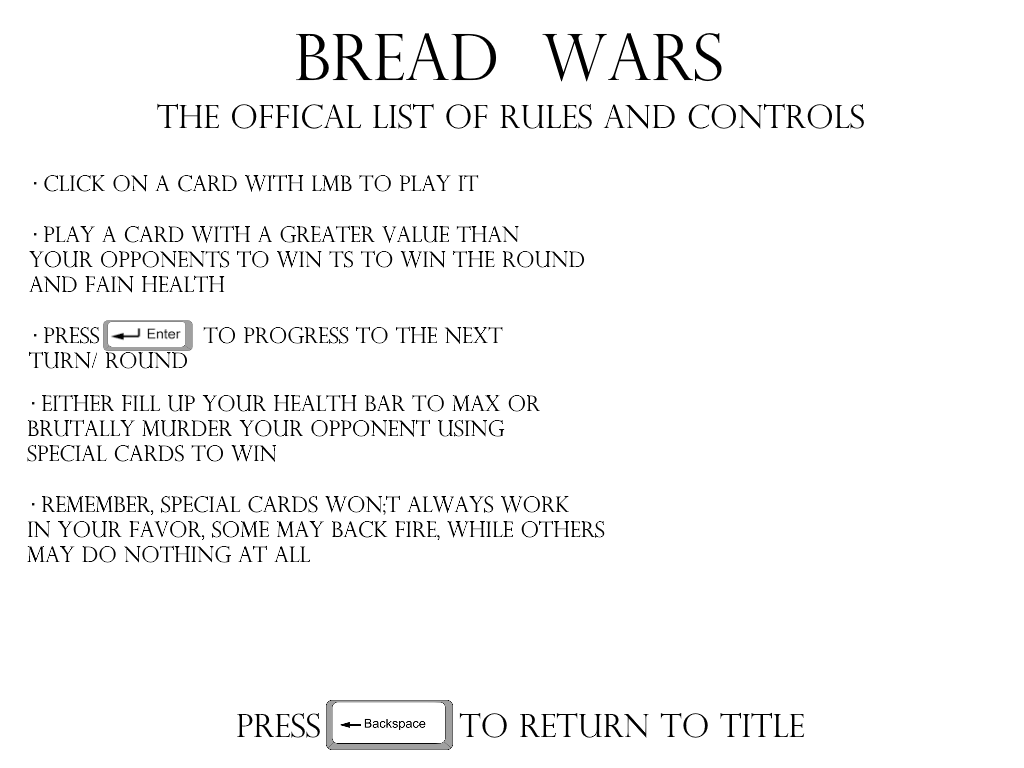 BREAD WARS
THE OFFICAL LIST OF RULES AND CONTROLS
· CLICK ON A CARD WITH LMB TO PLAY IT
· PLAY A CARD WITH A GREATER VALUE THAN
YOUR OPPONENTS TO WIN TS TO WIN THE ROUND
AND FAIN HEALTH
· PRESS Enter TO PROGRESS TO THE NEXT
TURN/ ROUND
· EITHER FILL UP YOUR HEALTH BAR TO MAX OR
BRUTALLY MURDER YOUR OPPONENT USING
SPECIAL CARDS TO WIN
· REMEMBER, SPECIAL CARDS WON;T ALWAYS WORK
IN YOUR FAVOR, SOME MAY BACK FIRE, WHILE OTHERS
MAY DO NOTHING AT ALL
PRESS Backspace TO RETURN TO TITLE